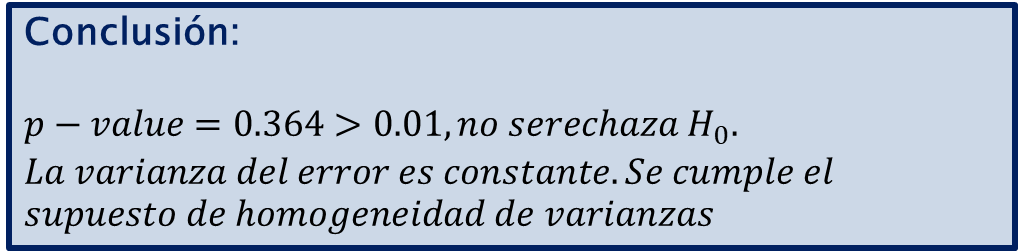 Conclusión:
p − value = 0.364 > 0.01, no serechaza H₀.
La varianza del error es constante. Se cumple el
supuesto de homogeneidad de varianzas